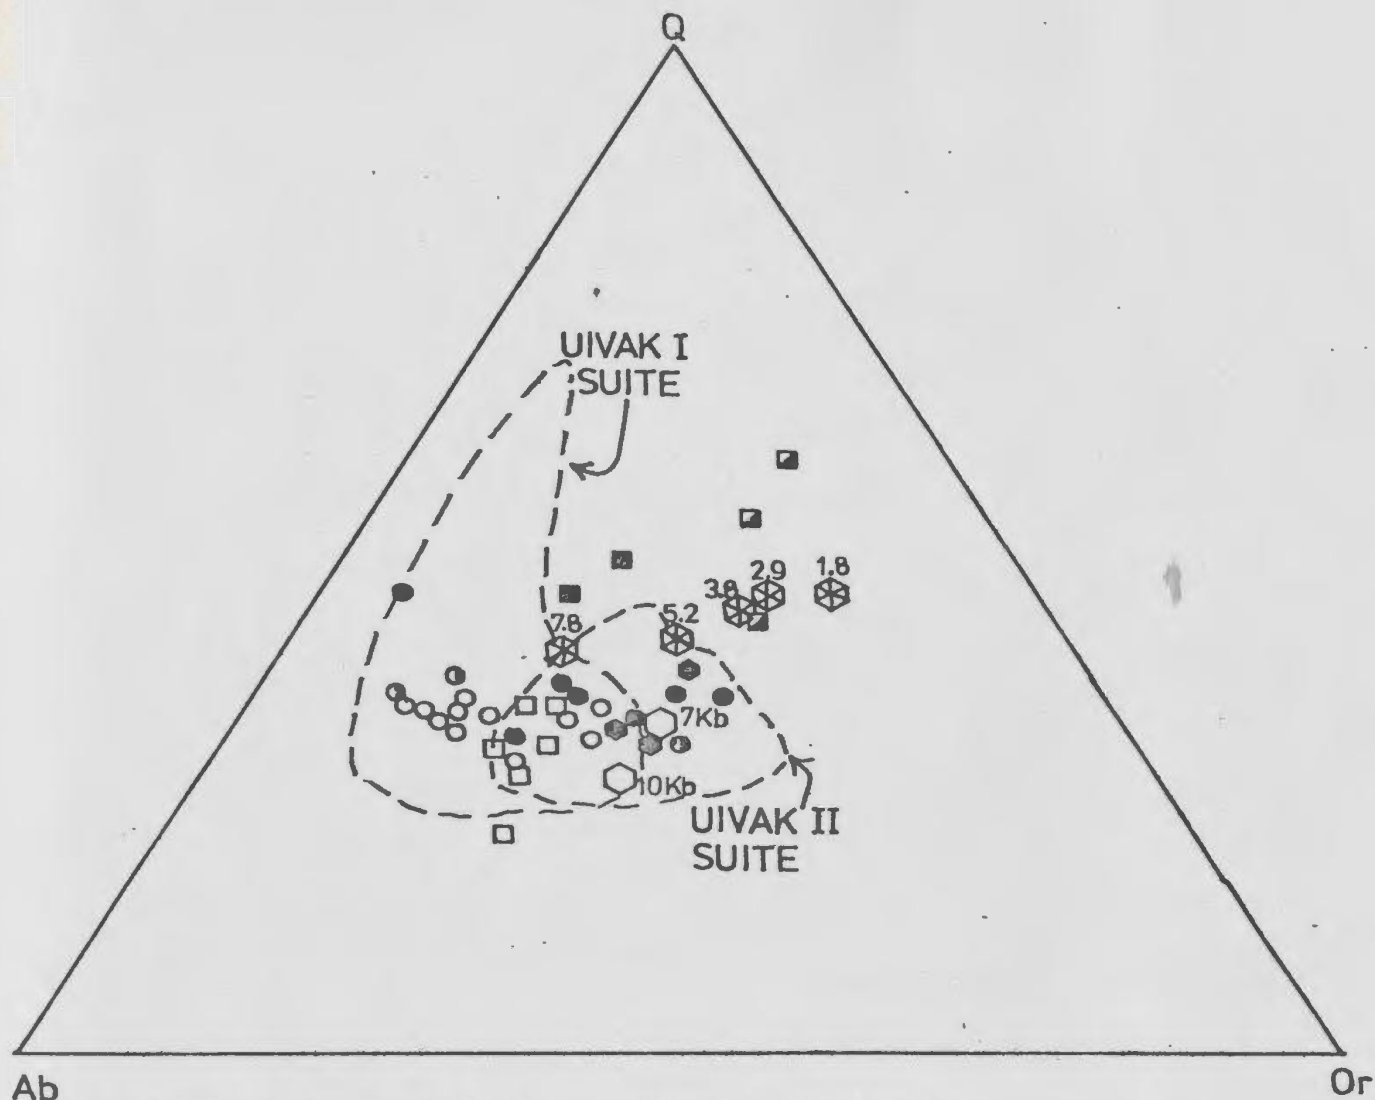 Q
UIVAK I
SUITE
3.8
2.9
1.8
7.8
5.2
7Kb
10Kb
UIVAK II
SUITE
Ab
Or